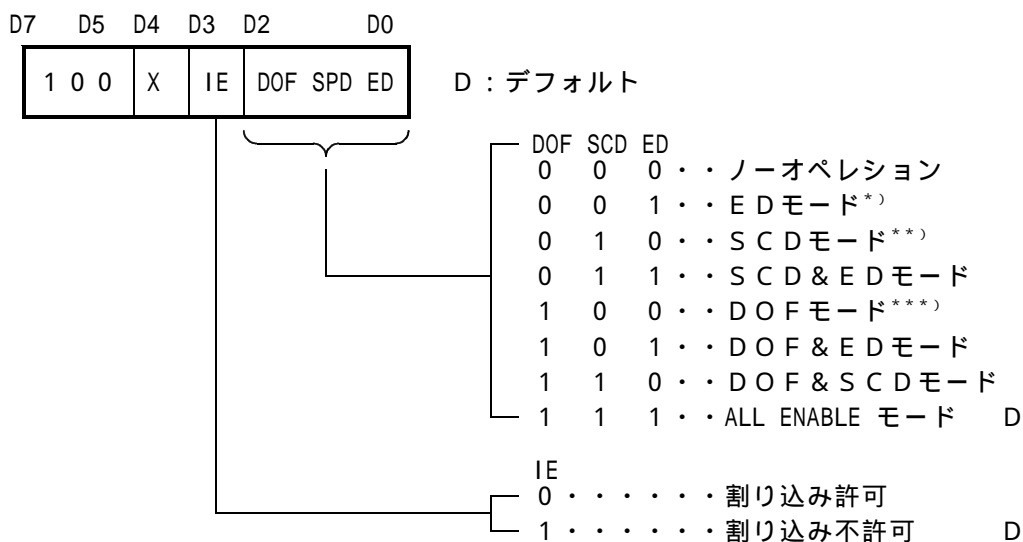 D7 D5 D4 D3 D2 D0
1 0 0 X IE DOF SPD ED D：デフォルト
DOF SCD ED
0 0 0・・ノーオペレション
0 0 1・・ＥＤモード*)
0 1 0・・ＳＣＤモード**)
0 1 1・・ＳＣＤ＆ＥＤモード
1 0 0・・ＤＯＦモード***)
1 0 1・・ＤＯＦ＆ＥＤモード
1 1 0・・ＤＯＦ＆ＳＣＤモード
1 1 1・・ALL ENABLE モード D
IE
0・・・・・・割り込み許可
1・・・・・・割り込み不許可 D